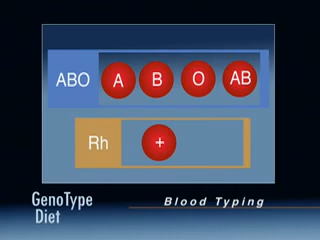 ABO A B O AB
Rh +
GenoType
Diet
Blood Typing